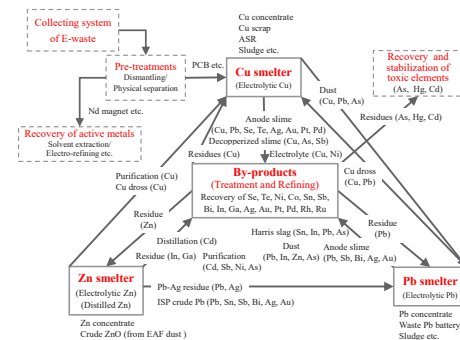 Collecting system
of E-waste
Cu concentrate
Cu scrap
ASR
Sludge etc.
Pre-treatments
Dismantling/
Physical separation
PCB etc.
Cu smelter
(Electrolytic Cu)
Dust
(Cu, Pb, As)
Recovery and
stabilization of
toxic elements
(As, Hg, Cd)
Nd magnet etc.
Recovery of active metals
Solvent extraction/
Electro-refining etc.
Anode slime
(Cu, Pb, Se, Te, Ag, Au, Pt, Pd)
Decopperized slime (Cu, As, Sb)
Residues (As, Hg, Cd)
Residues (Cu)
Electrolyte (Cu, Ni)
Purification (Cu)
Cu dross (Cu)
By-products
(Treatment and Refining)
Recovery of Se, Te, Ni, Co, Sn, Sb,
Bi, In, Ga, Ag, Au, Pt, Pd, Rh, Ru
Cu dross
(Cu, Pb)
Residue
(Zn)
Residue
(Pb)
Distillation (Cd)
Harris slag (Sn, In, Pb, As)
Residue (In, Ga)
Purification
(Cd, Sb, Ni, As)
Dust
(Pb, In, Zn, As)
Anode slime
(Pb, Sb, Bi, Ag, Au)
Zn smelter
(Electrolytic Zn)
(Distilled Zn)
Pb-Ag residue (Pb, Ag)
ISP crude Pb (Pb, Sn, Sb, Bi, Ag, Au)
Pb smelter
(Electrolytic Pb)
Zn concentrate
Crude ZnO (from EAF dust )
Pb concentrate
Waste Pb battery
Sludge etc.